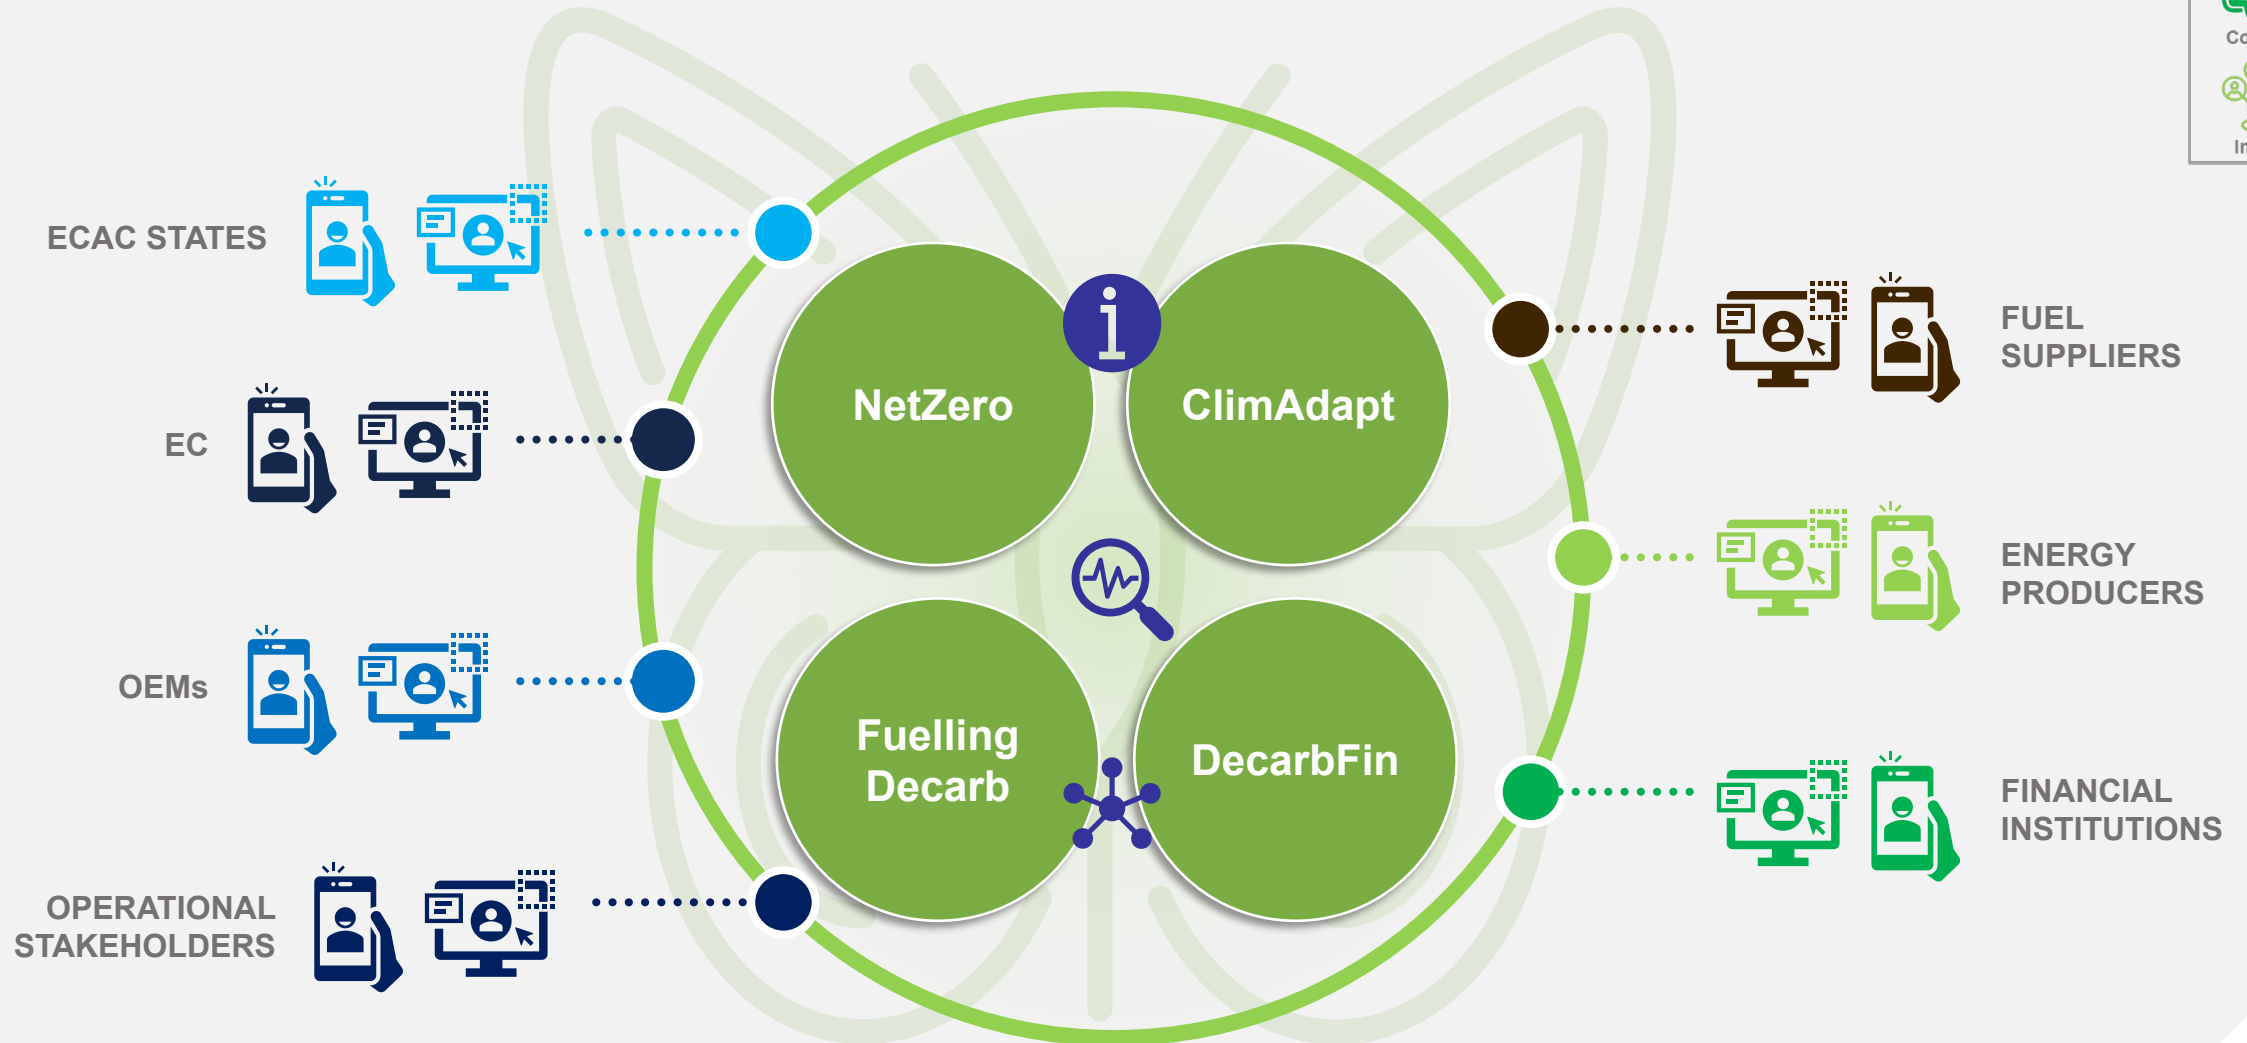 ECAC STATES
EC
OEMs
OPERATIONAL
STAKEHOLDERS
NetZero
ClimAdapt
Fuelling
Decarb
DecarbFin
FUEL
SUPPLIERS
ENERGY
PRODUCERS
FINANCIAL
INSTITUTIONS